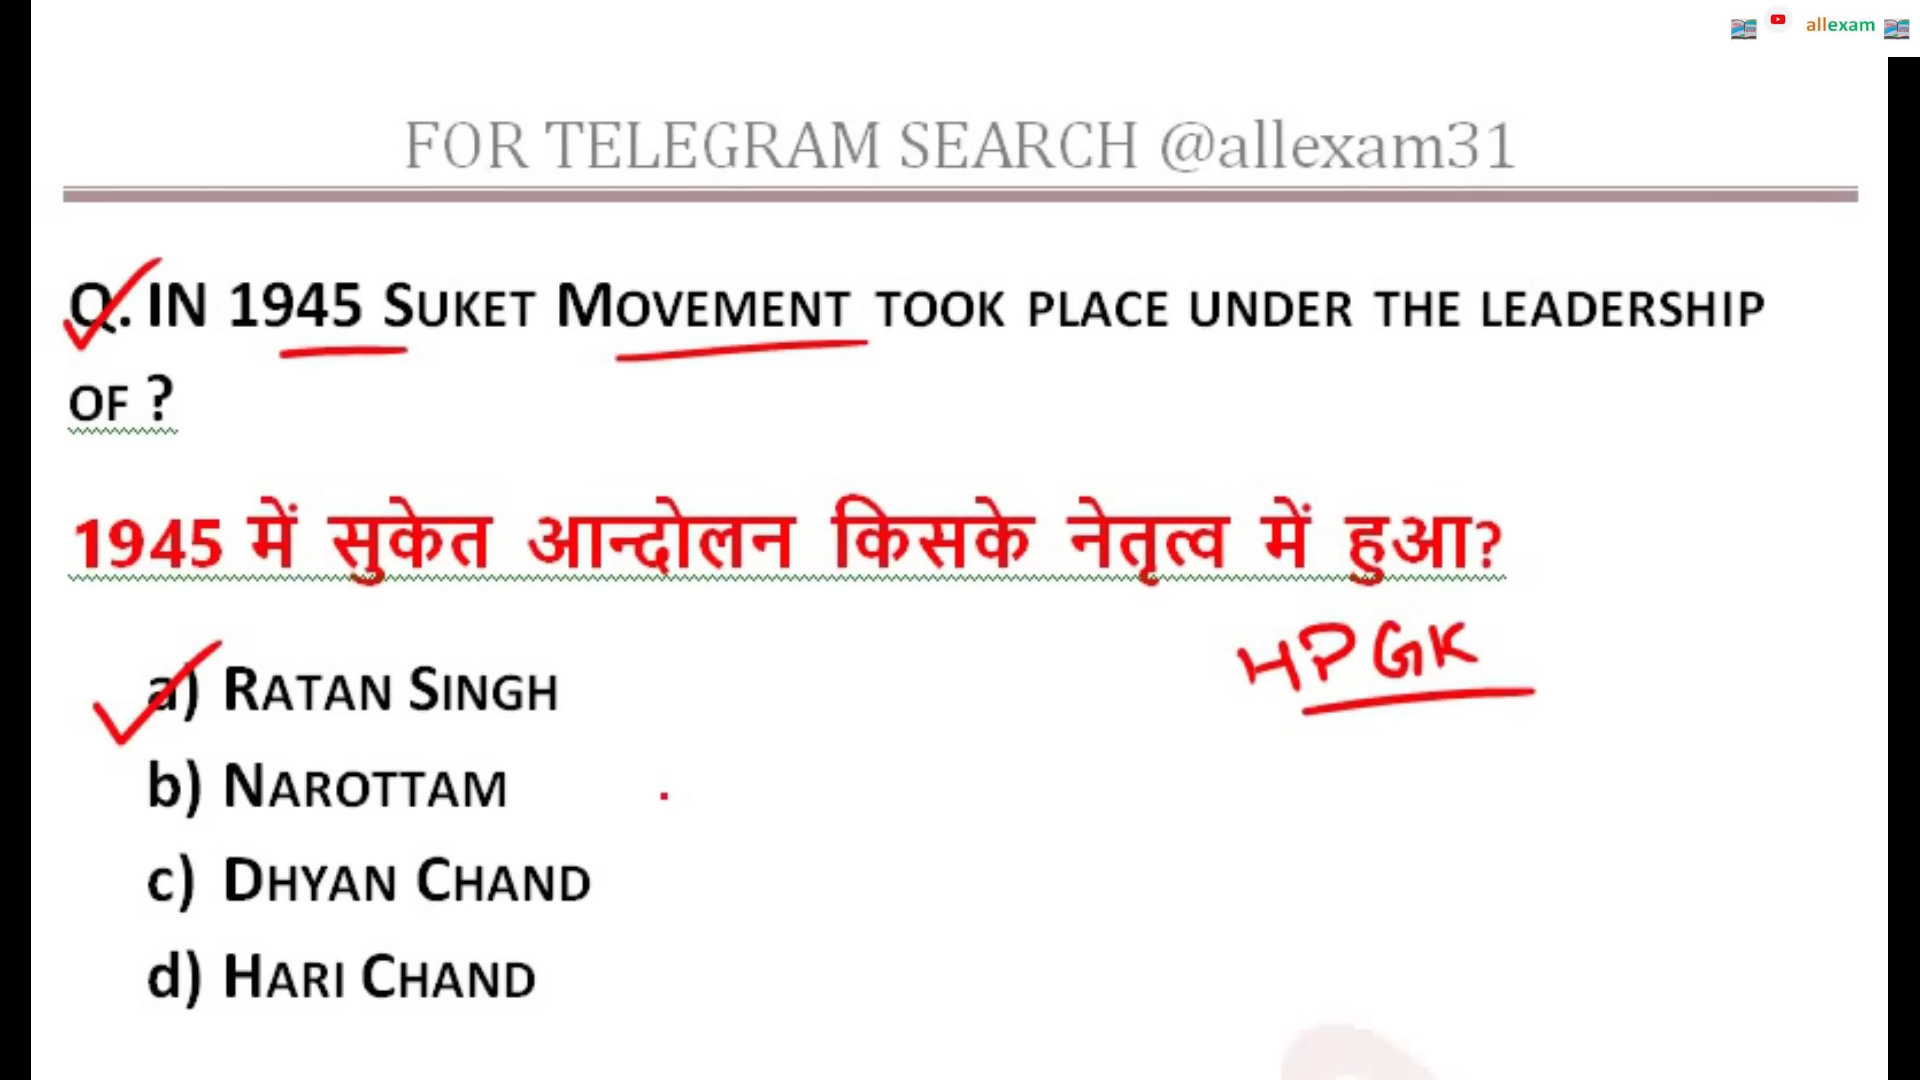 allexam
FOR TELEGRAM SEARCH @allexam31
Q. IN 1945 SUKET MOVEMENT TOOK PLACE UNDER THE LEADERSHIP
OF ?
1945 में सुकेत आन्दोलन किसके नेतृत्व में हुआ?
HPGK
a) RATAN SINGH
b) NAROTTAM
c) DHYAN CHAND
d) HARI CHAND